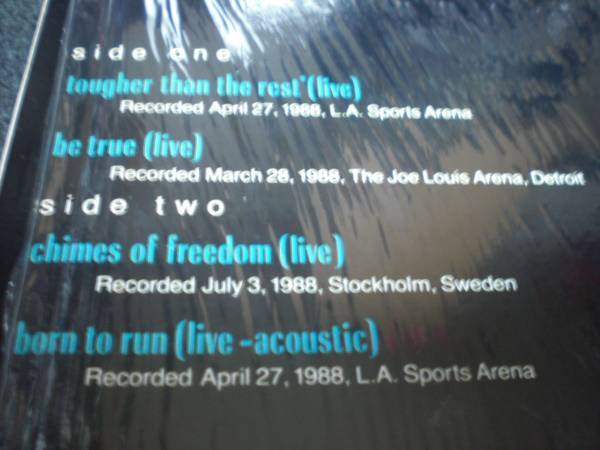 side one
tougher than the rest*(live)
Recorded April 27, 1988, L.A. Sports Arena
be true (live)
Recorded March 28, 1988, The Joe Louis Arena, Detroit
side two
chimes of freedom (live)
Recorded July 3, 1988, Stockholm, Sweden
born to run (live -acoustic)
Recorded April 27, 1988, L.A. Sports Arena